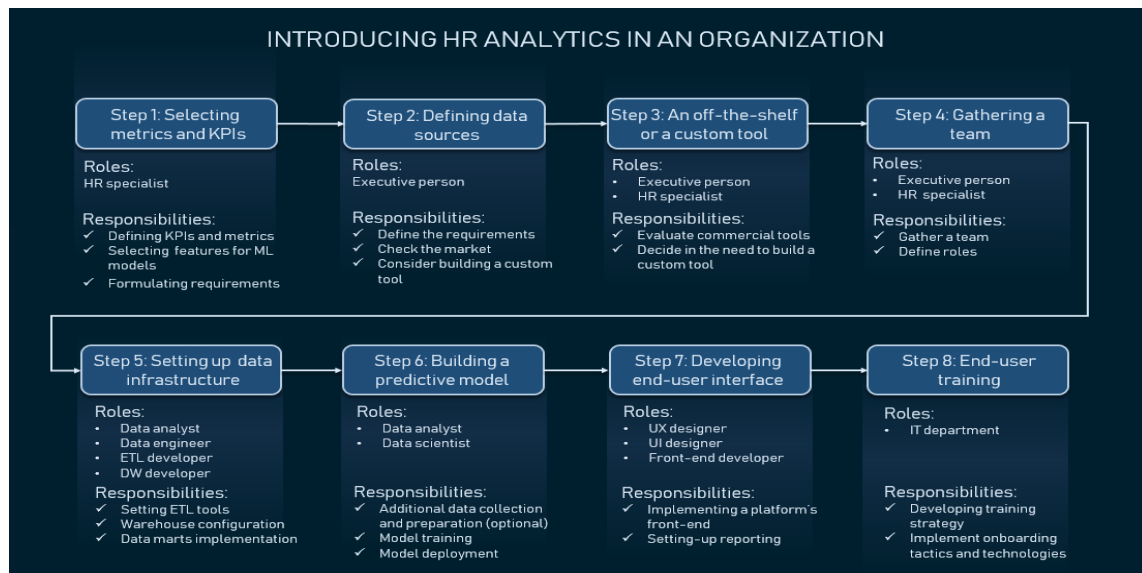 INTRODUCING HR ANALYTICS IN AN ORGANIZATION
Step 1: Selecting
metrics and KPIs
Roles:
HR specialist
Responsibilities:
✓ Defining KPIs and metrics
✓ Selecting features for ML
models
✓ Formulating requirements
Step 2: Defining data
sources
Roles:
Executive person
Responsibilities:
✓ Define the requirements
✓ Check the market
✓ Consider building a custom
tool
Step 3: An off-the-shelf
or a custom tool
Roles:
• Executive person
• HR specialist
Responsibilities:
✓ Evaluate commercial tools
✓ Decide in the need to build a
custom tool
Step 4: Gathering a
team
Roles:
• Executive person
• HR specialist
Responsibilities:
✓ Gather a team
✓ Define roles
Step 5: Setting up data
infrastructure
Roles:
• Data analyst
• Data engineer
• ETL developer
• DW developer
Responsibilities:
✓ Setting ETL tools
✓ Warehouse configuration
✓ Data marts implementation
Step 6: Building a
predictive model
Roles:
• Data analyst
• Data scientist
Responsibilities:
✓ Additional data collection
and preparation (optional)
✓ Model training
✓ Model deployment
Step 7: Developing
end-user interface
Roles:
• UX designer
• UI designer
• Front-end developer
Responsibilities:
✓ Implementing a platform's
front-end
✓ Setting-up reporting
Step 8: End-user
training
Roles:
• IT department
Responsibilities:
✓ Developing training
strategy
✓ Implement onboarding
tactics and technologies